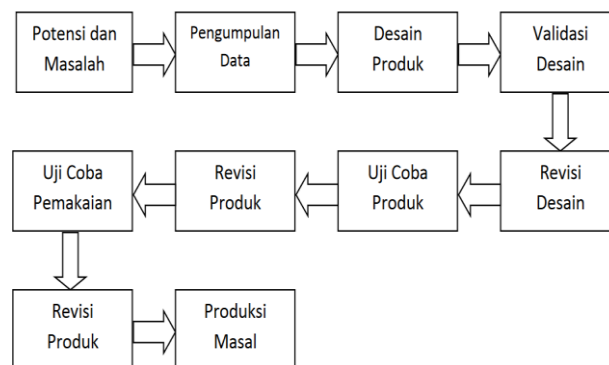 Potensi dan
Masalah
Pengumpulan
Data
Desain
Produk
Validasi
Desain
Revisi
Desain
Uji Coba
Produk
Revisi
Produk
Uji Coba
Pemakaian
Revisi
Produk
Produksi
Masal